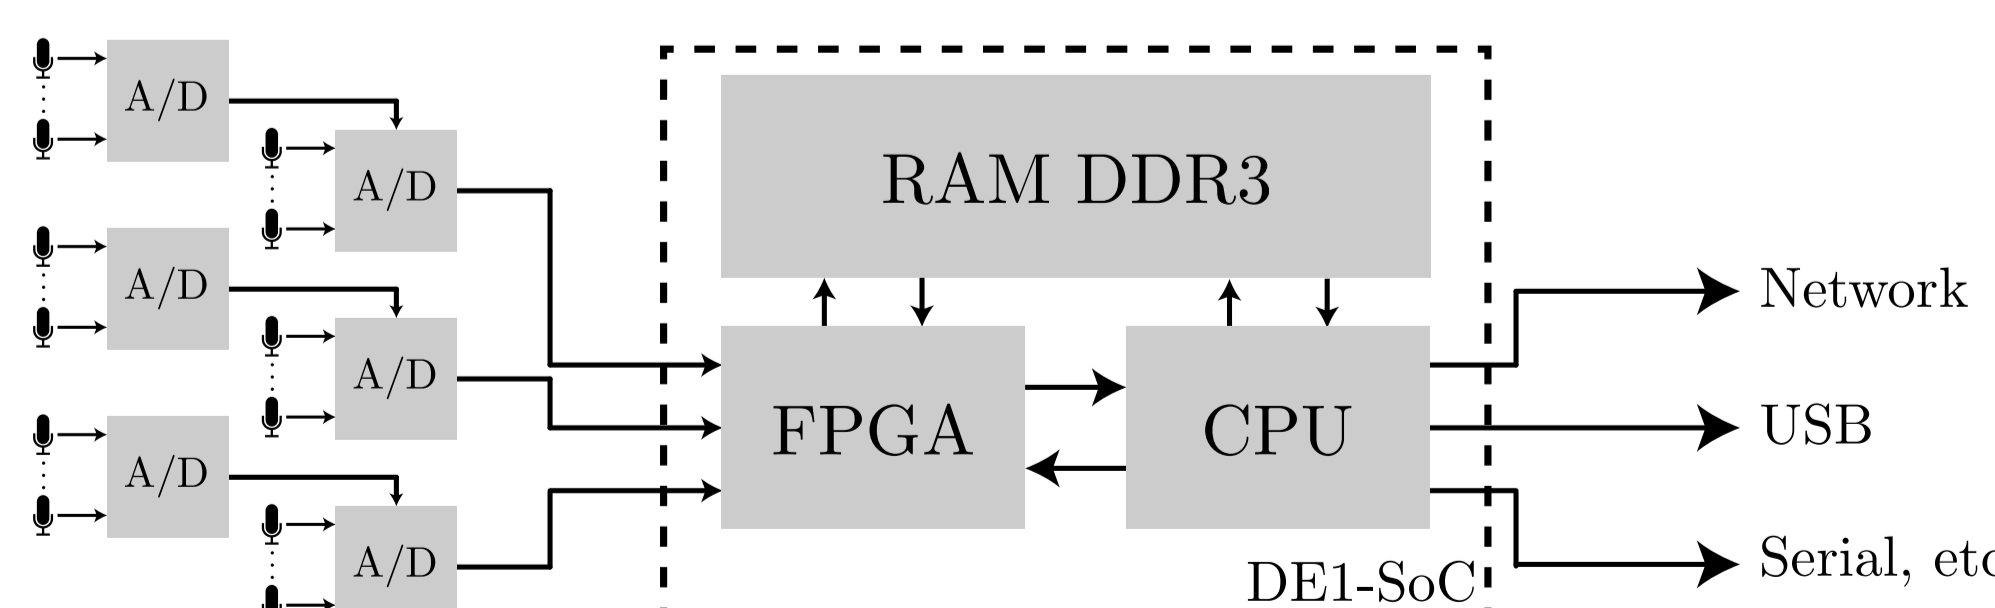 A/D
A/D
RAM DDR3
A/D
Network
A/D
FPGA
CPU
USB
A/D
A/D
DE1-SoC
Serial, etc